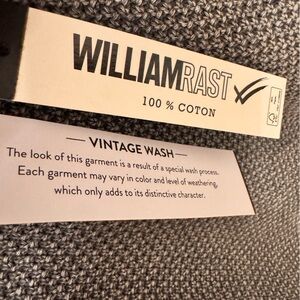 WILLIAMRAST
100 % COTON
— VINTAGE WASH —
The look of this garment is a result of a special wash process.
Each garment may vary in color and level of weathering,
which only adds to its distinctive character.